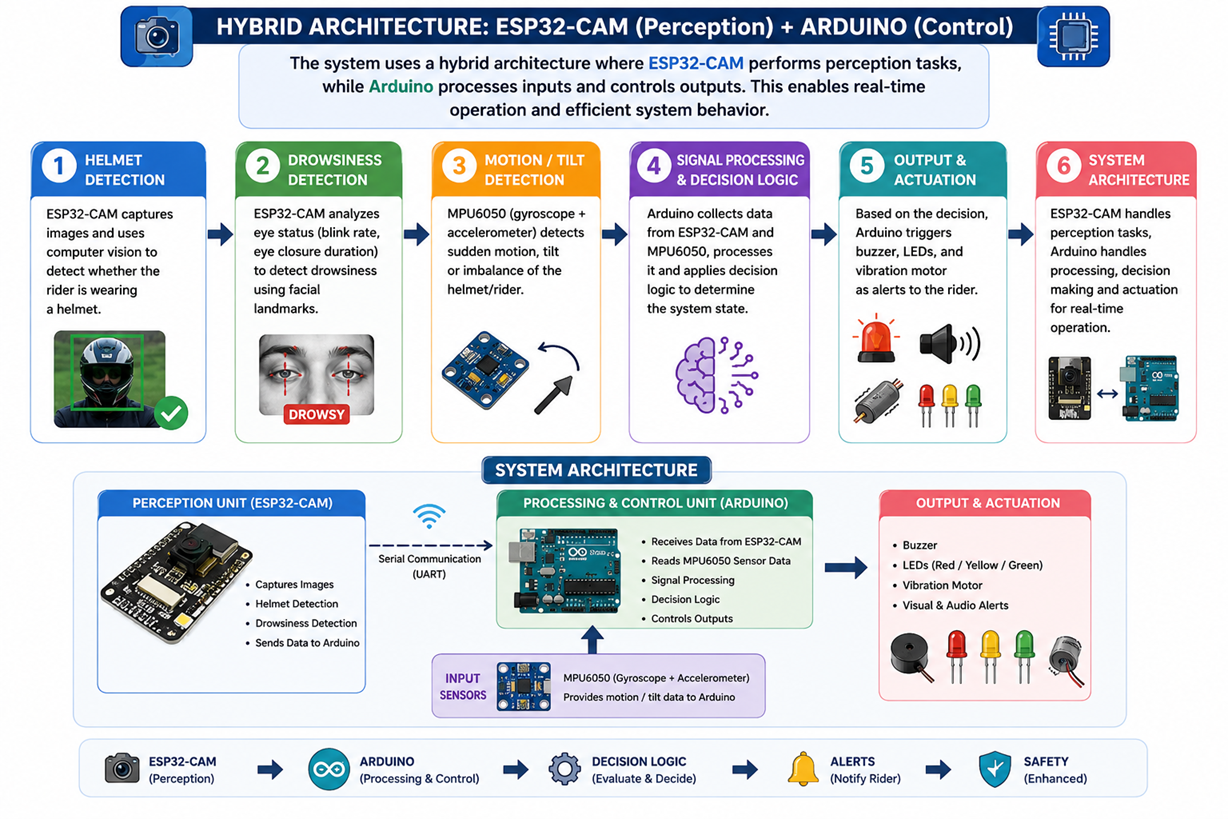 HYBRID ARCHITECTURE: ESP32-CAM (Perception) + ARDUINO (Control)
The system uses a hybrid architecture where ESP32-CAM performs perception tasks,
while Arduino processes inputs and controls outputs. This enables real-time
operation and efficient system behavior.
1 HELMET
DETECTION
ESP32-CAM captures
images and uses
computer vision to
detect whether the
rider is wearing
a helmet.
2 DROWSINESS
DETECTION
ESP32-CAM analyzes
eye status (blink rate,
eye closure duration)
to detect drowsiness
using facial
landmarks.
DROWSY
3 MOTION / TILT
DETECTION
MPU6050 (gyroscope +
accelerometer) detects
sudden motion, tilt
or imbalance of the
helmet/rider.
4 SIGNAL PROCESSING
& DECISION LOGIC
Arduino collects data
from ESP32-CAM and
MPU6050, processes
it and applies decision
logic to determine
the system state.
5 OUTPUT &
ACTUATION
Based on the decision,
Arduino triggers
buzzer, LEDs, and
vibration motor
as alerts to the rider.
6 SYSTEM
ARCHITECTURE
ESP32-CAM handles
perception tasks,
Arduino handles
processing, decision
making and actuation
for real-time
operation.
SYSTEM ARCHITECTURE
PERCEPTION UNIT (ESP32-CAM)
• Captures Images
• Helmet Detection
• Drowsiness Detection
• Sends Data to Arduino
Serial Communication
(UART)
PROCESSING & CONTROL UNIT (ARDUINO)
• Receives Data from ESP32-CAM
• Reads MPU6050 Sensor Data
• Signal Processing
• Decision Logic
• Controls Outputs
INPUT
SENSORS
MPU6050 (Gyroscope + Accelerometer)
Provides motion / tilt data to Arduino
OUTPUT & ACTUATION
• Buzzer
• LEDs (Red / Yellow / Green)
• Vibration Motor
• Visual & Audio Alerts
ESP32-CAM
(Perception)
ARDUINO
(Processing & Control)
DECISION LOGIC
(Evaluate & Decide)
ALERTS
(Notify Rider)
SAFETY
(Enhanced)